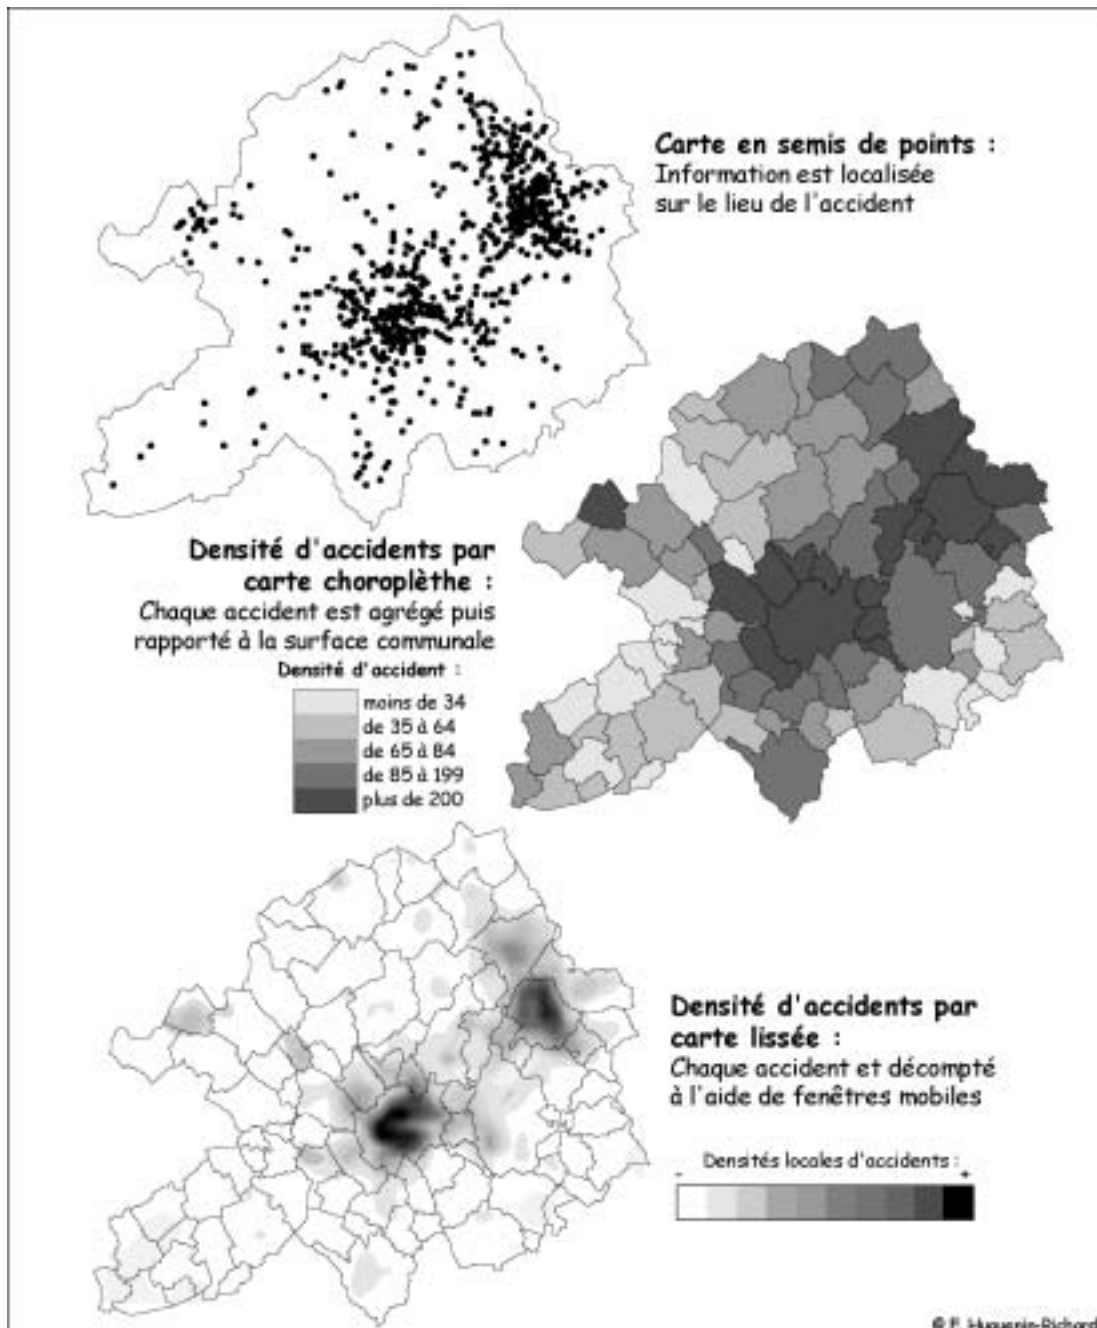 Carte en semis de points :
Information est localisée
sur le lieu de l'accident
Densité d'accidents par
carte choroplèthe :
Chaque accident est agrégé puis
rapporté à la surface communale
Densité d'accident :
moins de 34
de 35 à 64
de 65 à 84
de 85 à 199
plus de 200
Densité d'accidents par
carte lissée :
Chaque accident et décompté
à l'aide de fenêtres mobiles
Densités locales d'accidents :
- +
© F. Huguenin-Richard